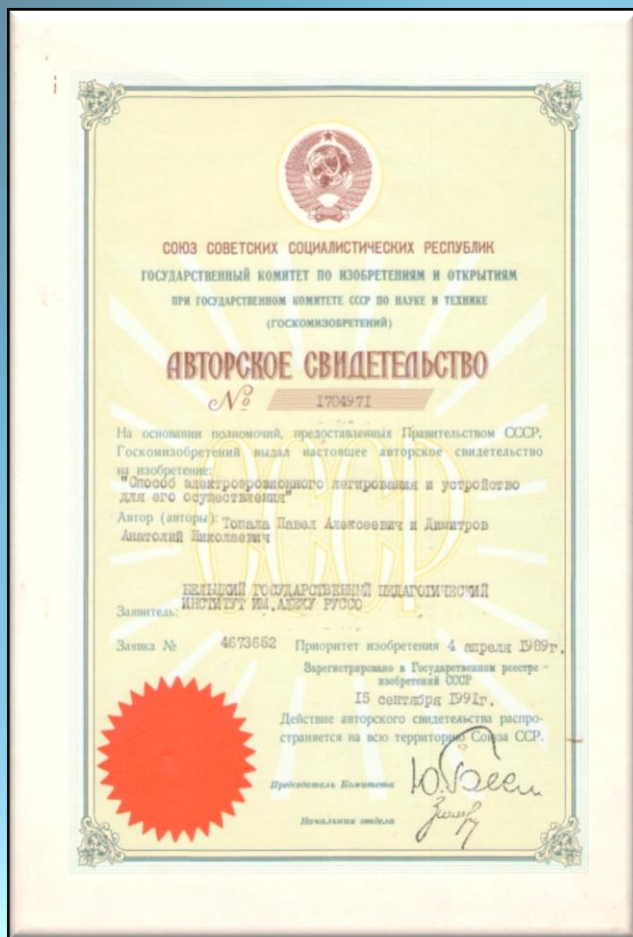 СОЮЗ СОВЕТСКИХ СОЦИАЛИСТИЧЕСКИХ РЕСПУБЛИК
ГОСУДАРСТВЕННЫЙ КОМИТЕТ ПО ИЗОБРЕТЕНИЯМ И ОТКРЫТИЯМ
ПРИ ГОСУДАРСТВЕННОМ КОМИТЕТЕ СССР ПО НАУКЕ И ТЕХНИКЕ
(ГОСКОМИЗОБРЕТЕНИЙ)
АВТОРСКОЕ СВИДЕТЕЛЬСТВО
№ 1704971
СССР
На основании полномочий, предоставленных Правительством СССР,
Госкомизобретений выдал настоящее авторское свидетельство
на изобретение:
"Способ электроэрозионного легирования и устройство
для его осуществления"
Автор (авторы): Топала Павел Алексеевич и Димитров
Анатолий Николаевич
БЕЛЬЦКИЙ ГОСУДАРСТВЕННЫЙ ПЕДАГОГИЧЕСКИЙ
Заявитель: ИНСТИТУТ ИМ.АЛЕКУ РУССО
Заявка № 4673652 Приоритет изобретения 4 апреля 1989г.
Зарегистрировано в Государственном реестре
изобретений СССР
15 сентября 1991г.
Действие авторского свидетельства распро-
страняется на всю территорию Союза ССР.
Председатель Комитета
Начальник отдела